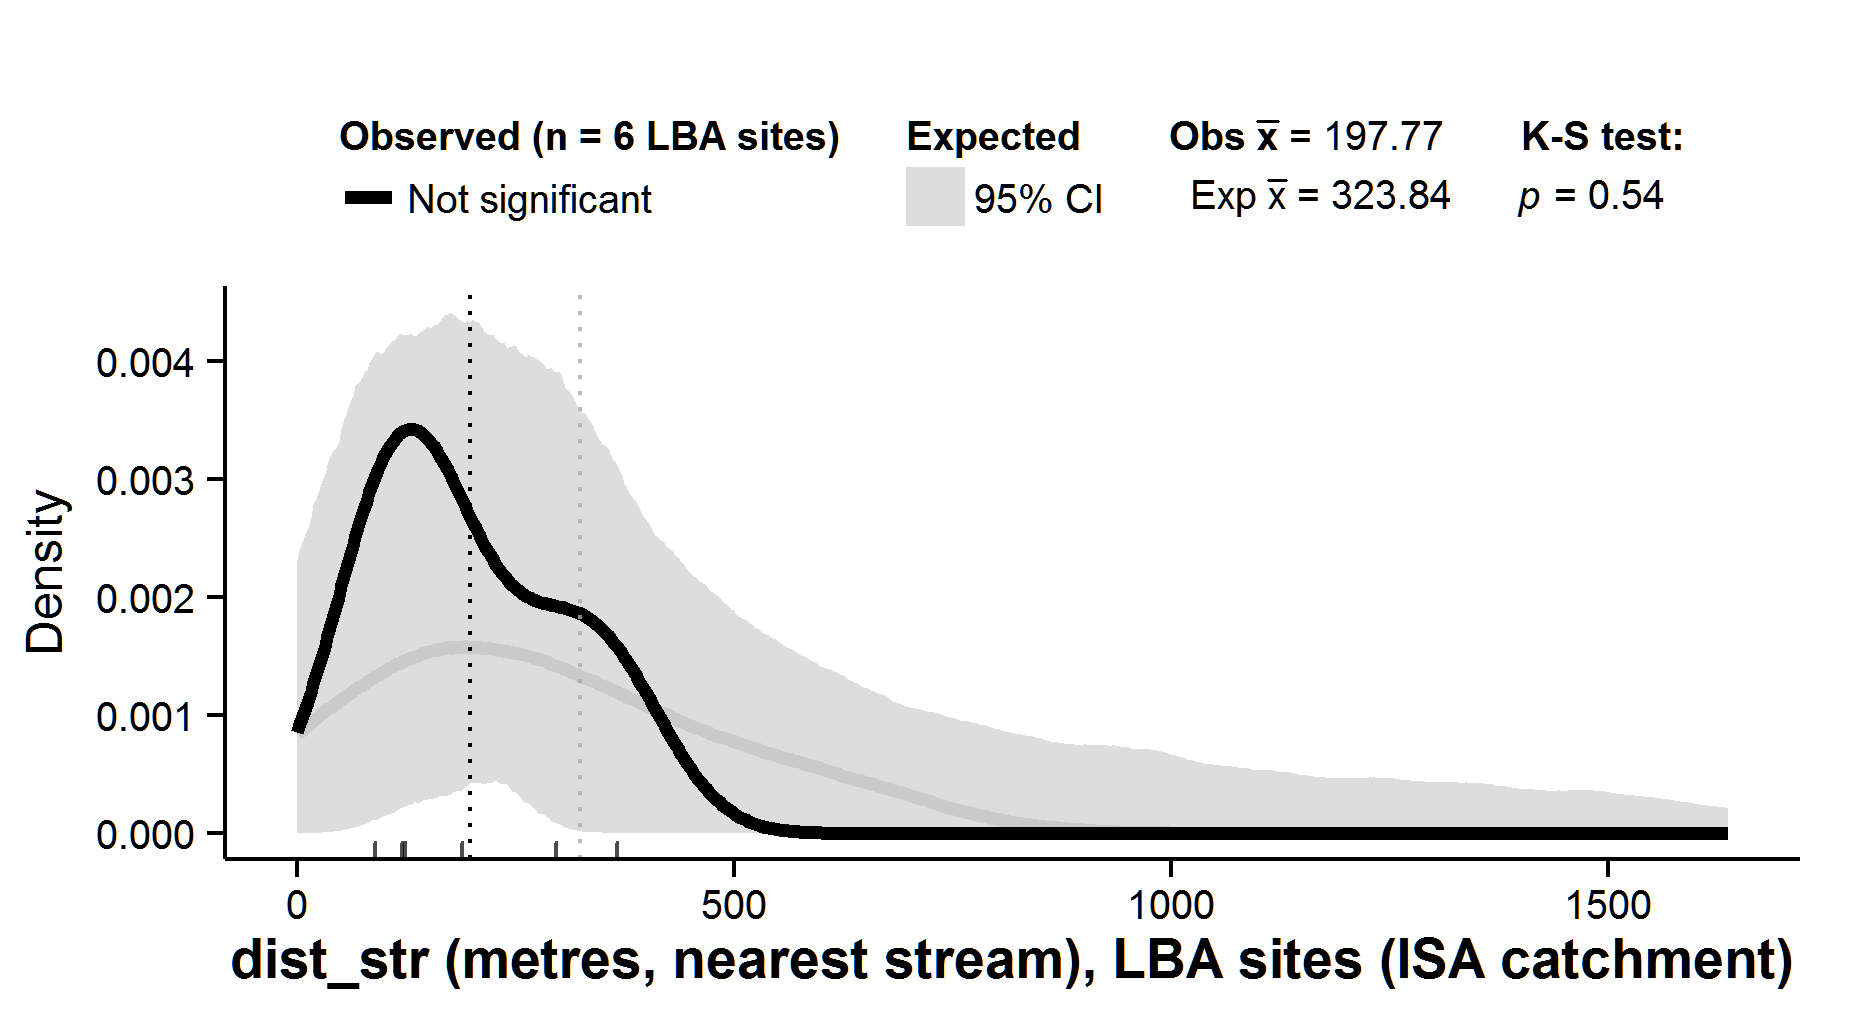 Observed (n = 6 LBA sites) Expected Obs x̅ = 197.77 K-S test:
Not significant 95% CI Exp x̅ = 323.84 p = 0.54
0.004
0.003
0.002
0.001
0.000
Density
0 500 1000 1500
dist_str (metres, nearest stream), LBA sites (ISA catchment)